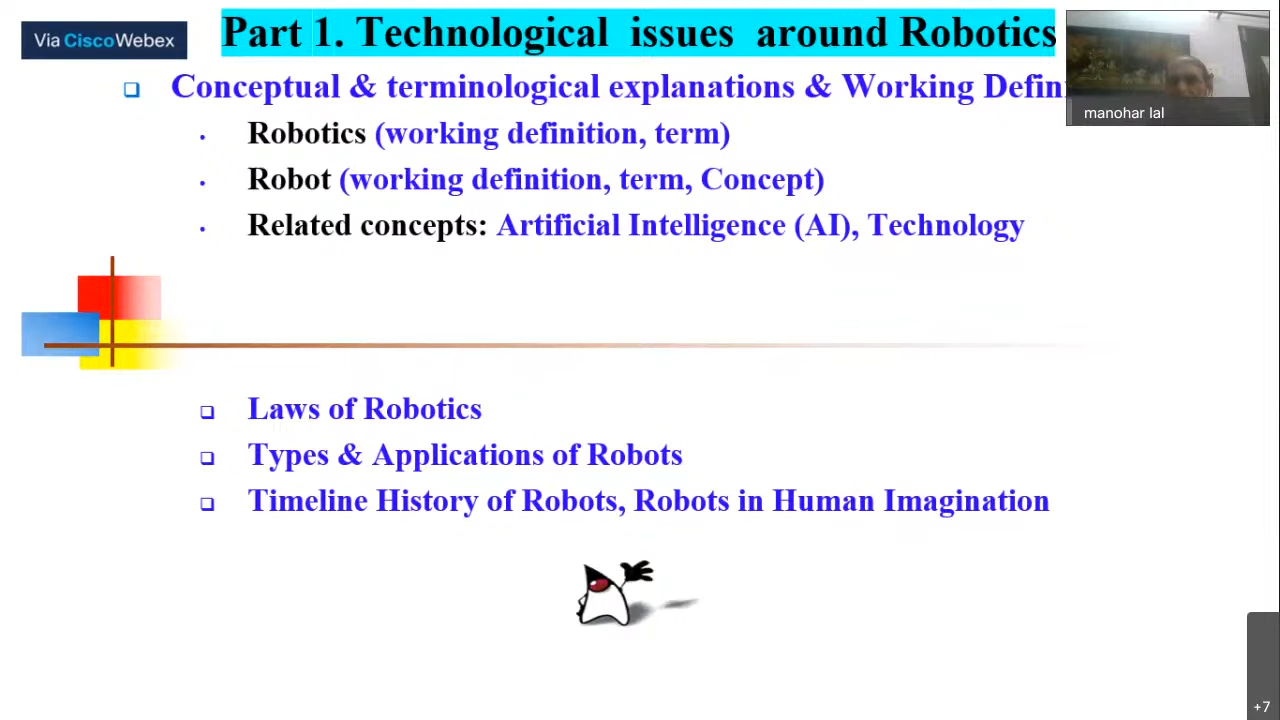 Via CiscoWebex
Part 1. Technological issues around Robotics
Conceptual & terminological explanations & Working Defin
manohar lal
Robotics (working definition, term)
Robot (working definition, term, Concept)
Related concepts: Artificial Intelligence (AI), Technology
Laws of Robotics
Types & Applications of Robots
Timeline History of Robots, Robots in Human Imagination
+7